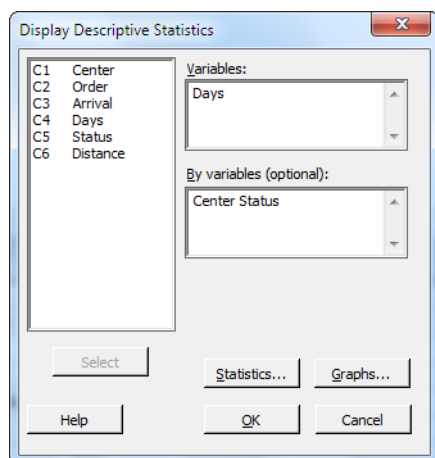 Display Descriptive Statistics
C1 Center
C2 Order
C3 Arrival
C4 Days
C5 Status
C6 Distance
Variables:
Days
By variables (optional):
Center Status
Select
Statistics...
Graphs...
Help
OK
Cancel